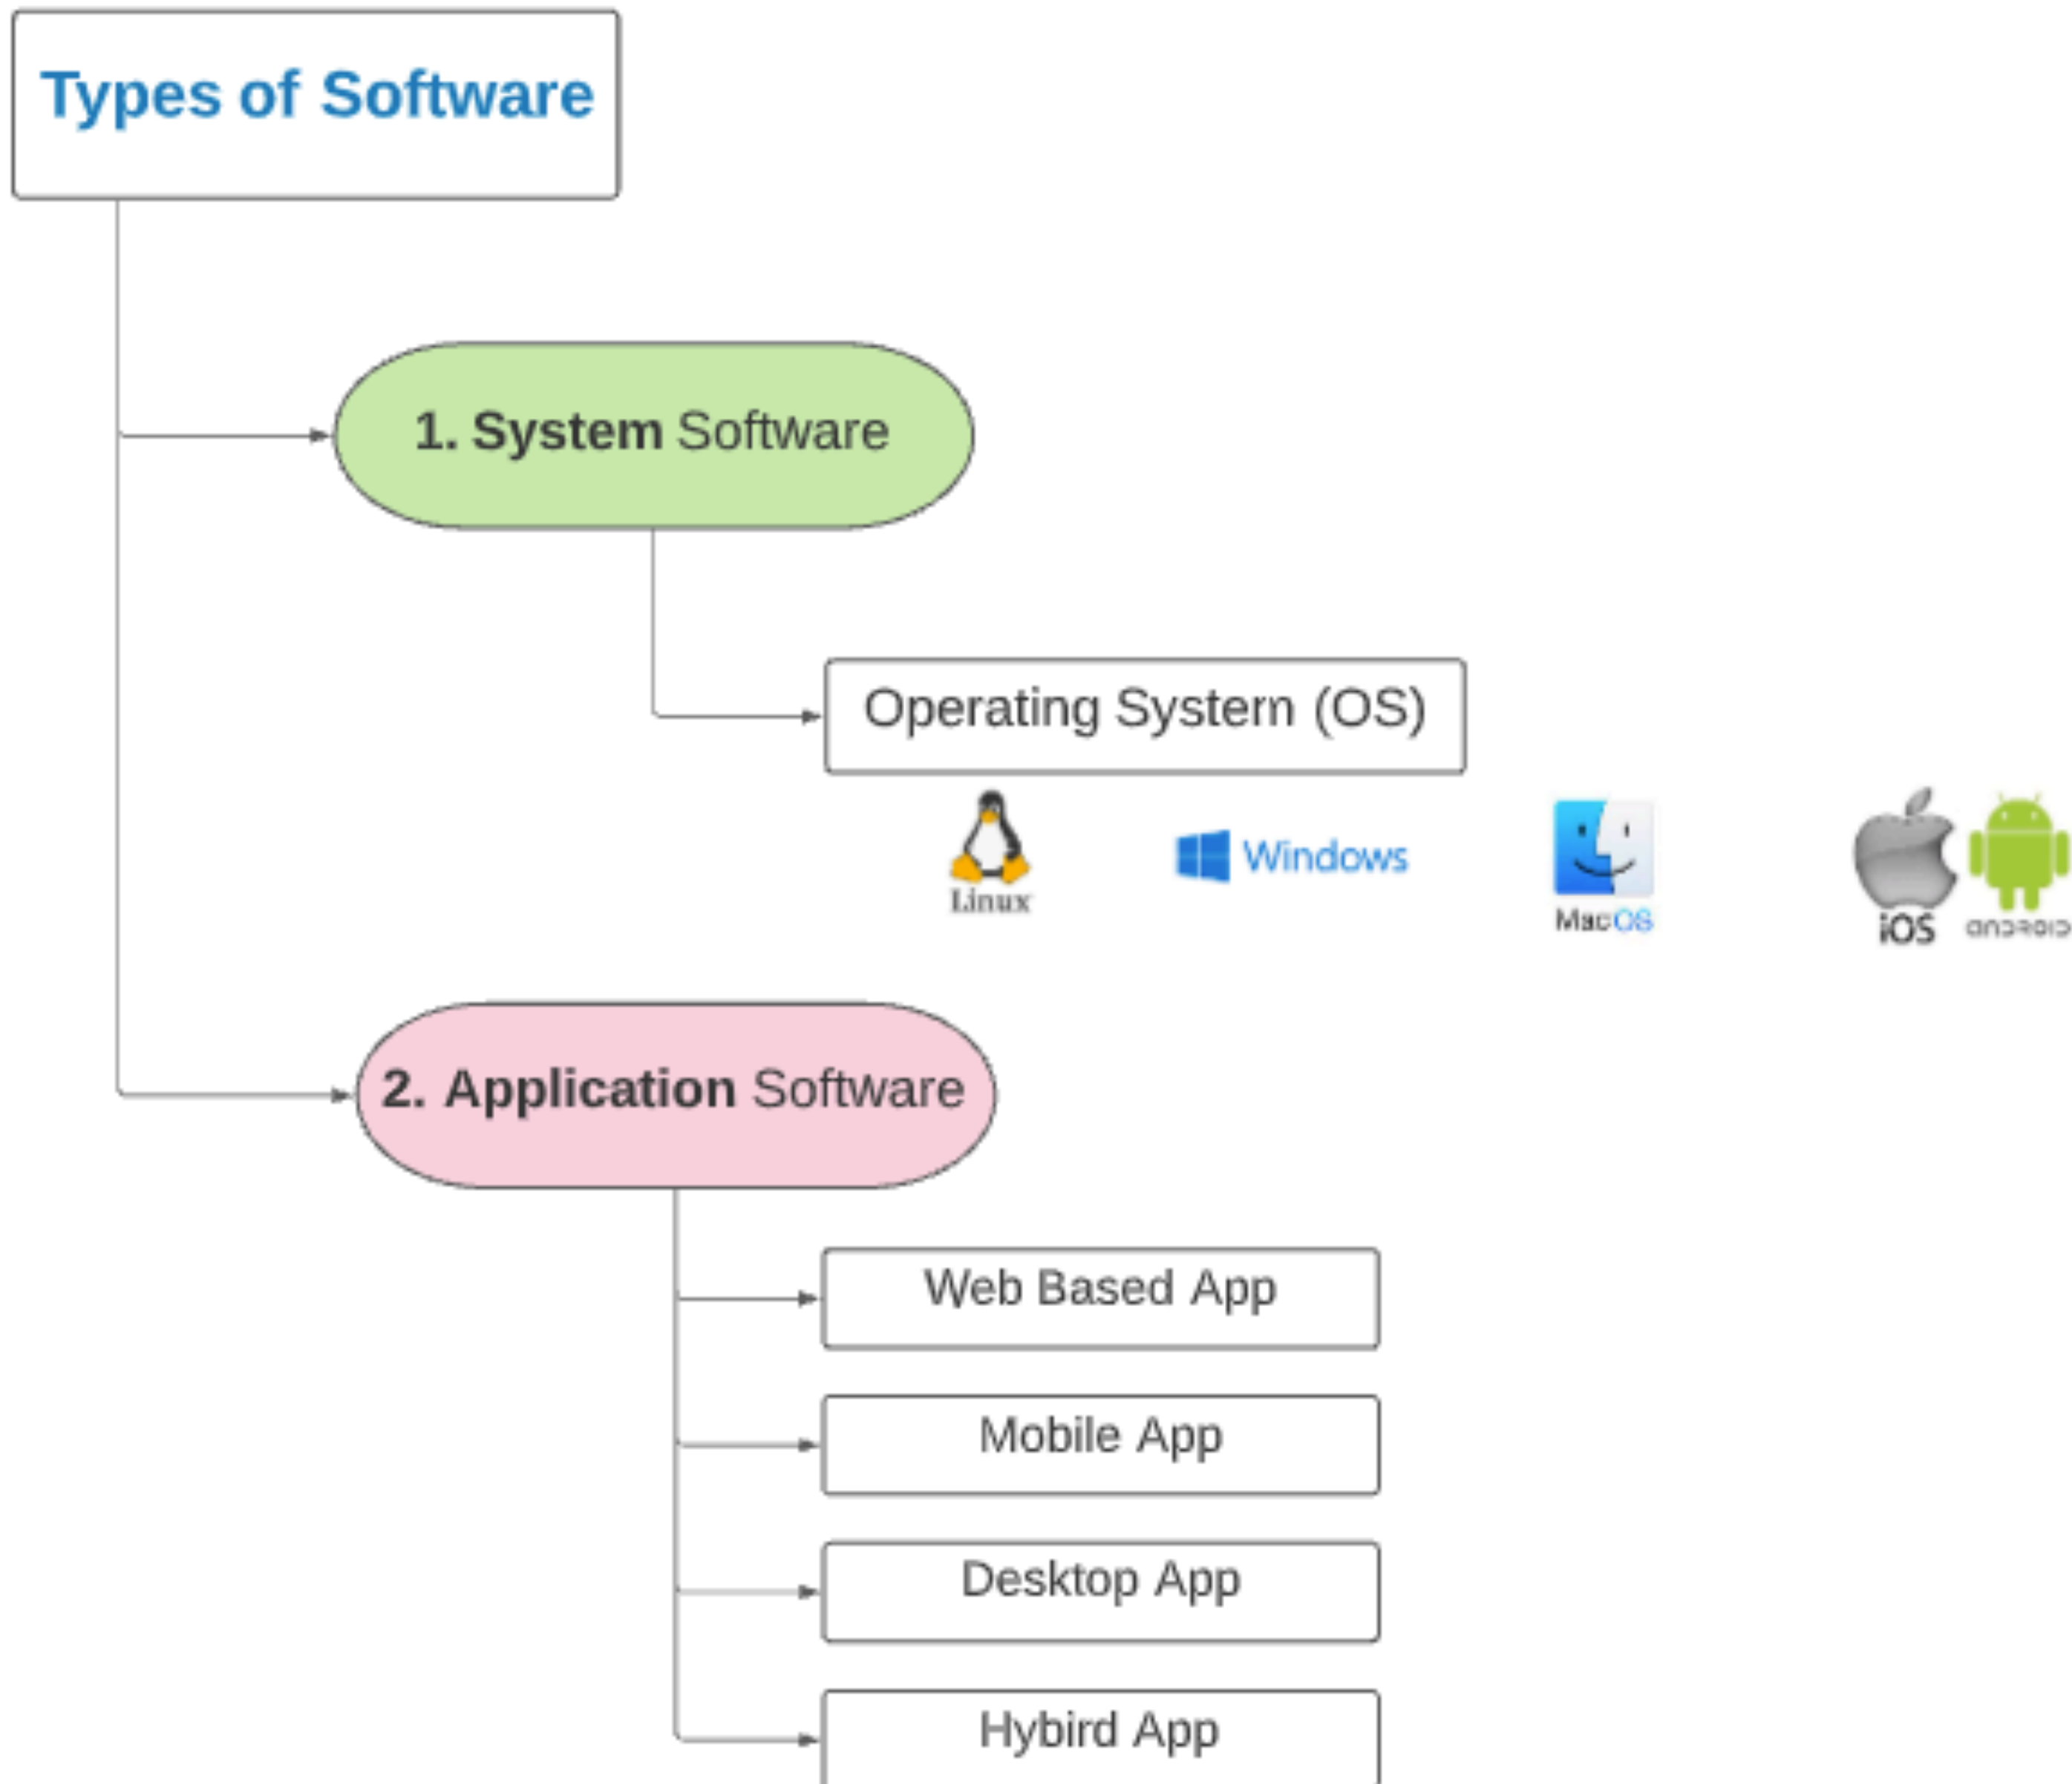 Types of Software
1. System Software
Operating System (OS)
Linux
Windows
MacOS
iOS
ANDROID
2. Application Software
Web Based App
Mobile App
Desktop App
Hybird App